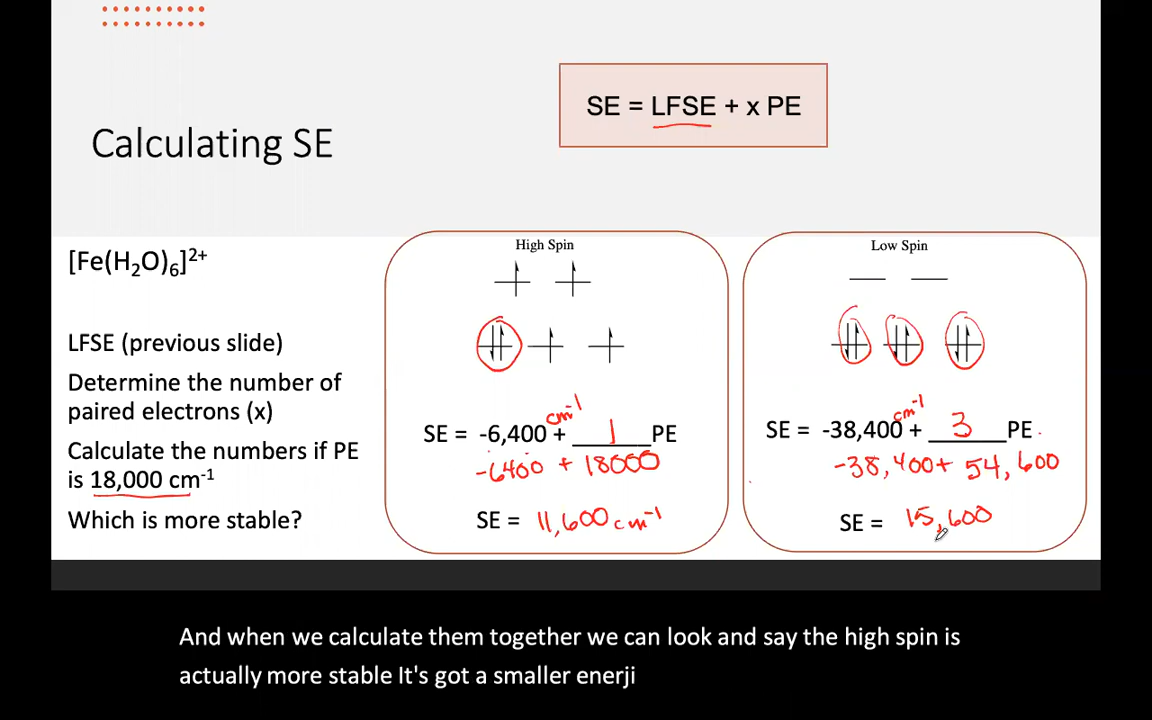 SE = LFSE + x PE
Calculating SE
[Fe(H₂O)₆]²⁺
LFSE (previous slide)
Determine the number of
paired electrons (x)
Calculate the numbers if PE
is 18,000 cm⁻¹
Which is more stable?
High Spin
cm⁻¹
SE = -6,400 + 1 PE
-6400 + 18000
SE = 11,600 cm⁻¹
Low Spin
cm⁻¹
SE = -38,400 + 3 PE
-38,400 + 54,600
SE = 15,600
And when we calculate them together we can look and say the high spin is
actually more stable It's got a smaller enerji